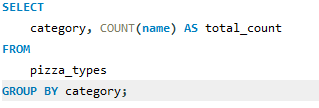 SELECT
    category, COUNT(name) AS total_count
FROM
    pizza_types
GROUP BY category;